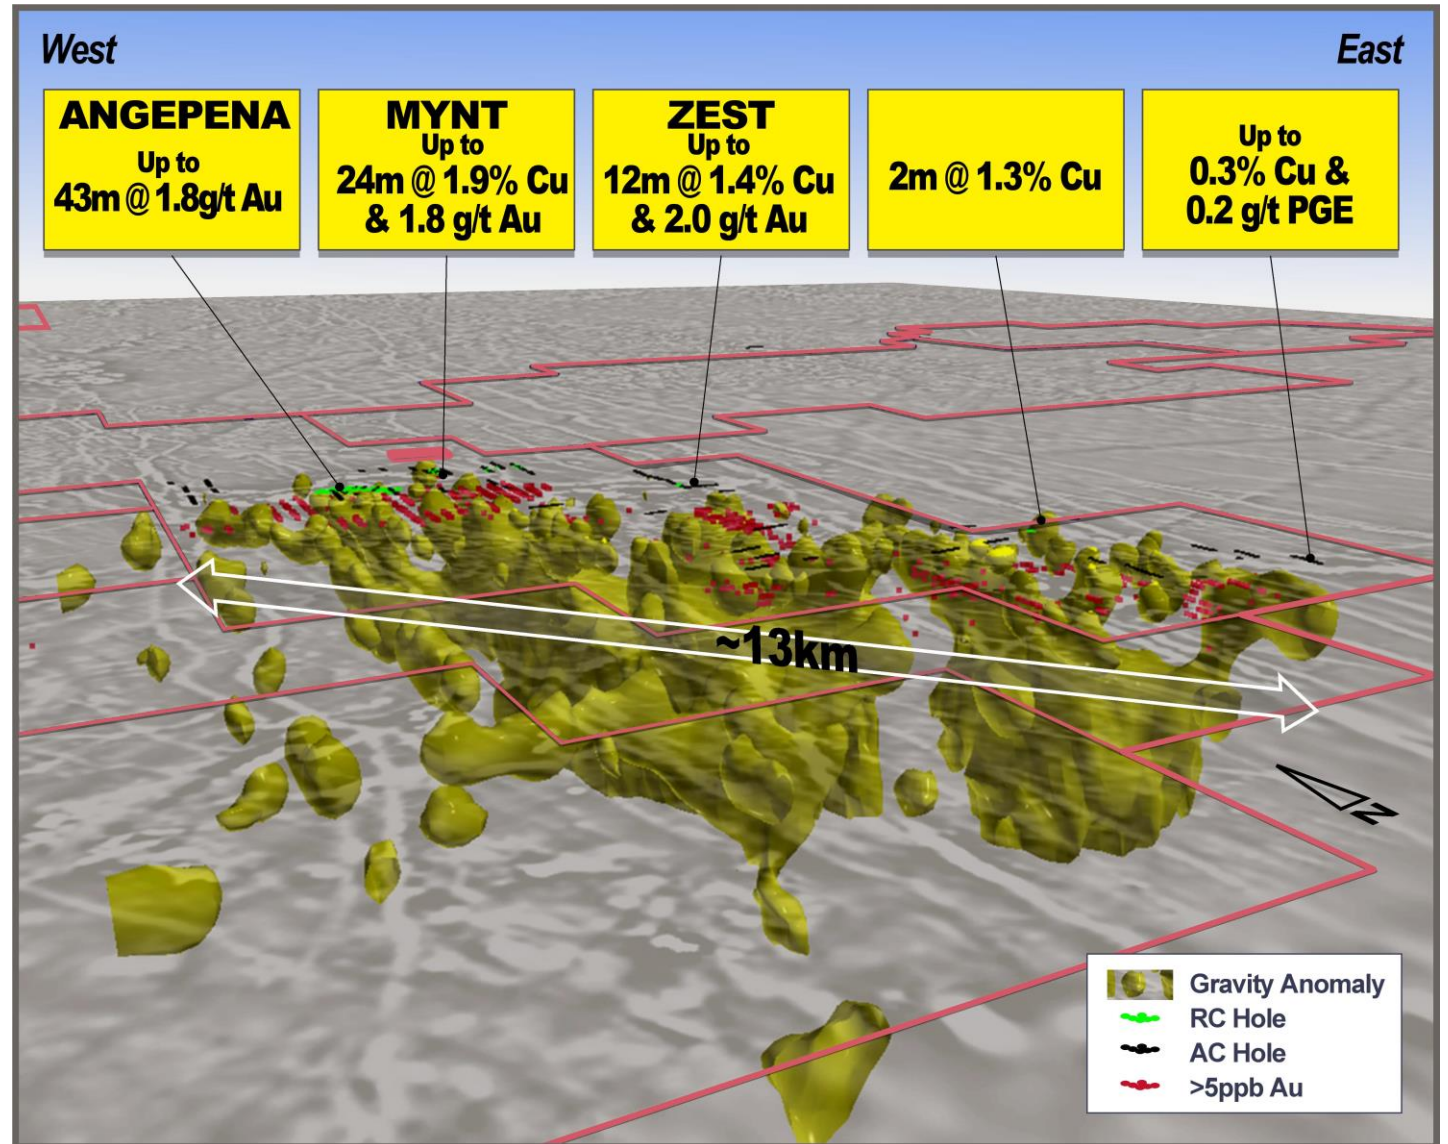 West
East
ANGEPENA
Up to
43m @ 1.8g/t Au
MYNT
Up to
24m @ 1.9% Cu
& 1.8 g/t Au
ZEST
Up to
12m @ 1.4% Cu
& 2.0 g/t Au
2m @ 1.3% Cu
Up to
0.3% Cu &
0.2 g/t PGE
~13km
N
Gravity Anomaly
RC Hole
AC Hole
>5ppb Au